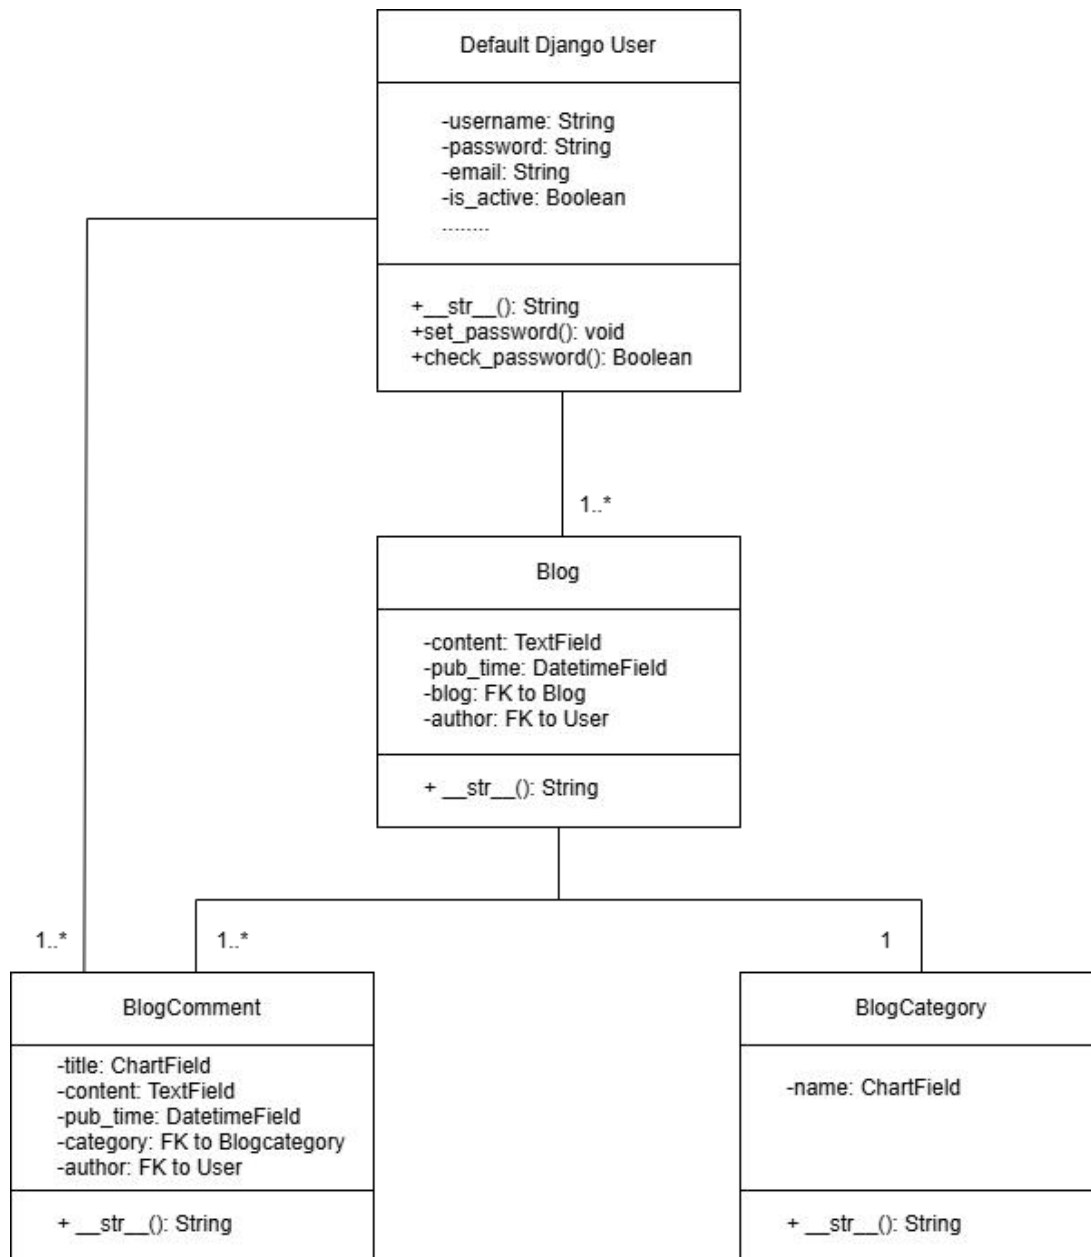 Default Django User
-username: String
-password: String
-email: String
-is_active: Boolean
........
+__str__(): String
+set_password(): void
+check_password(): Boolean
1..*
Blog
-content: TextField
-pub_time: DatetimeField
-blog: FK to Blog
-author: FK to User
+ __str__(): String
1..*
1..*
1
BlogComment
-title: ChartField
-content: TextField
-pub_time: DatetimeField
-category: FK to Blogcategory
-author: FK to User
+ __str__(): String
BlogCategory
-name: ChartField
+ __str__(): String